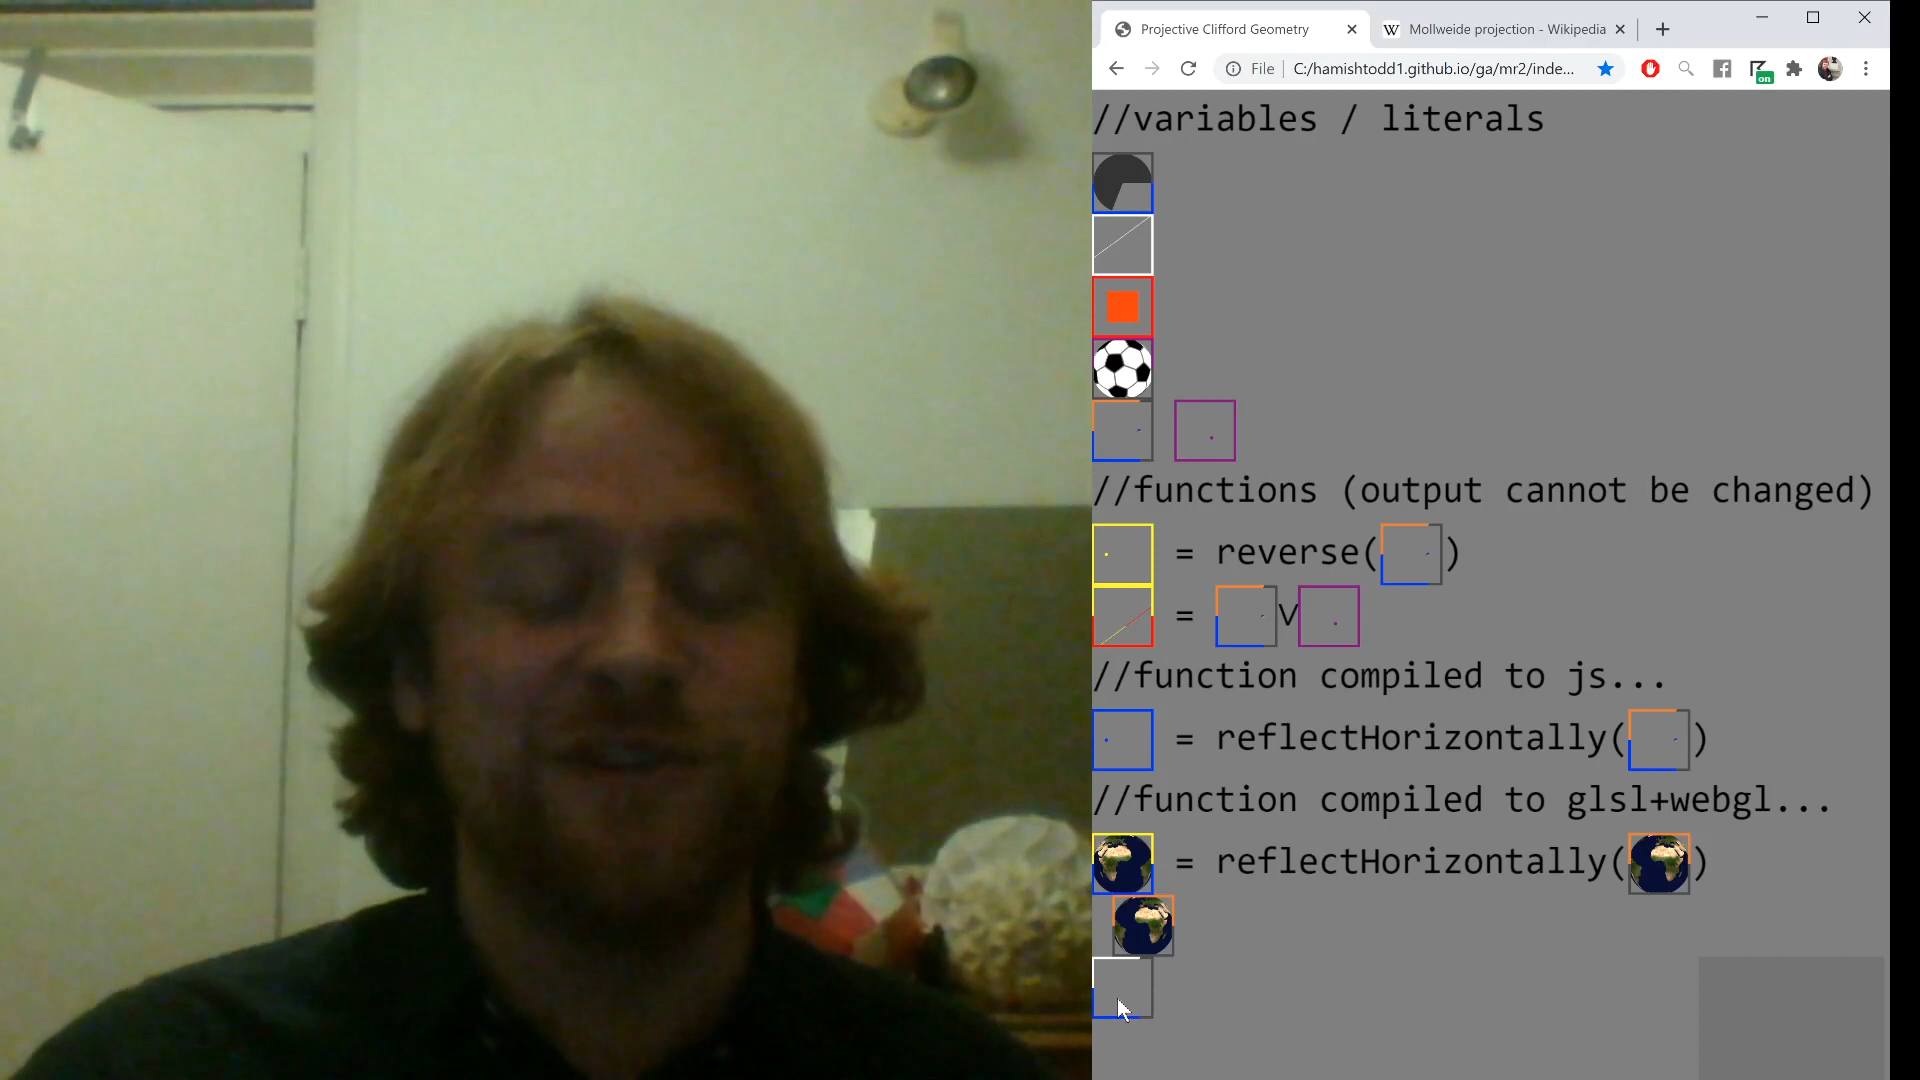 Projective Clifford Geometry
W Mollweide projection - Wikipedia
File C:/hamishtodd1.github.io/ga/mr2/inde...
on
//variables / literals
//functions (output cannot be changed)
= reverse( )
= V
//function compiled to js...
= reflectHorizontally( )
//function compiled to glsl+webgl...
= reflectHorizontally( )